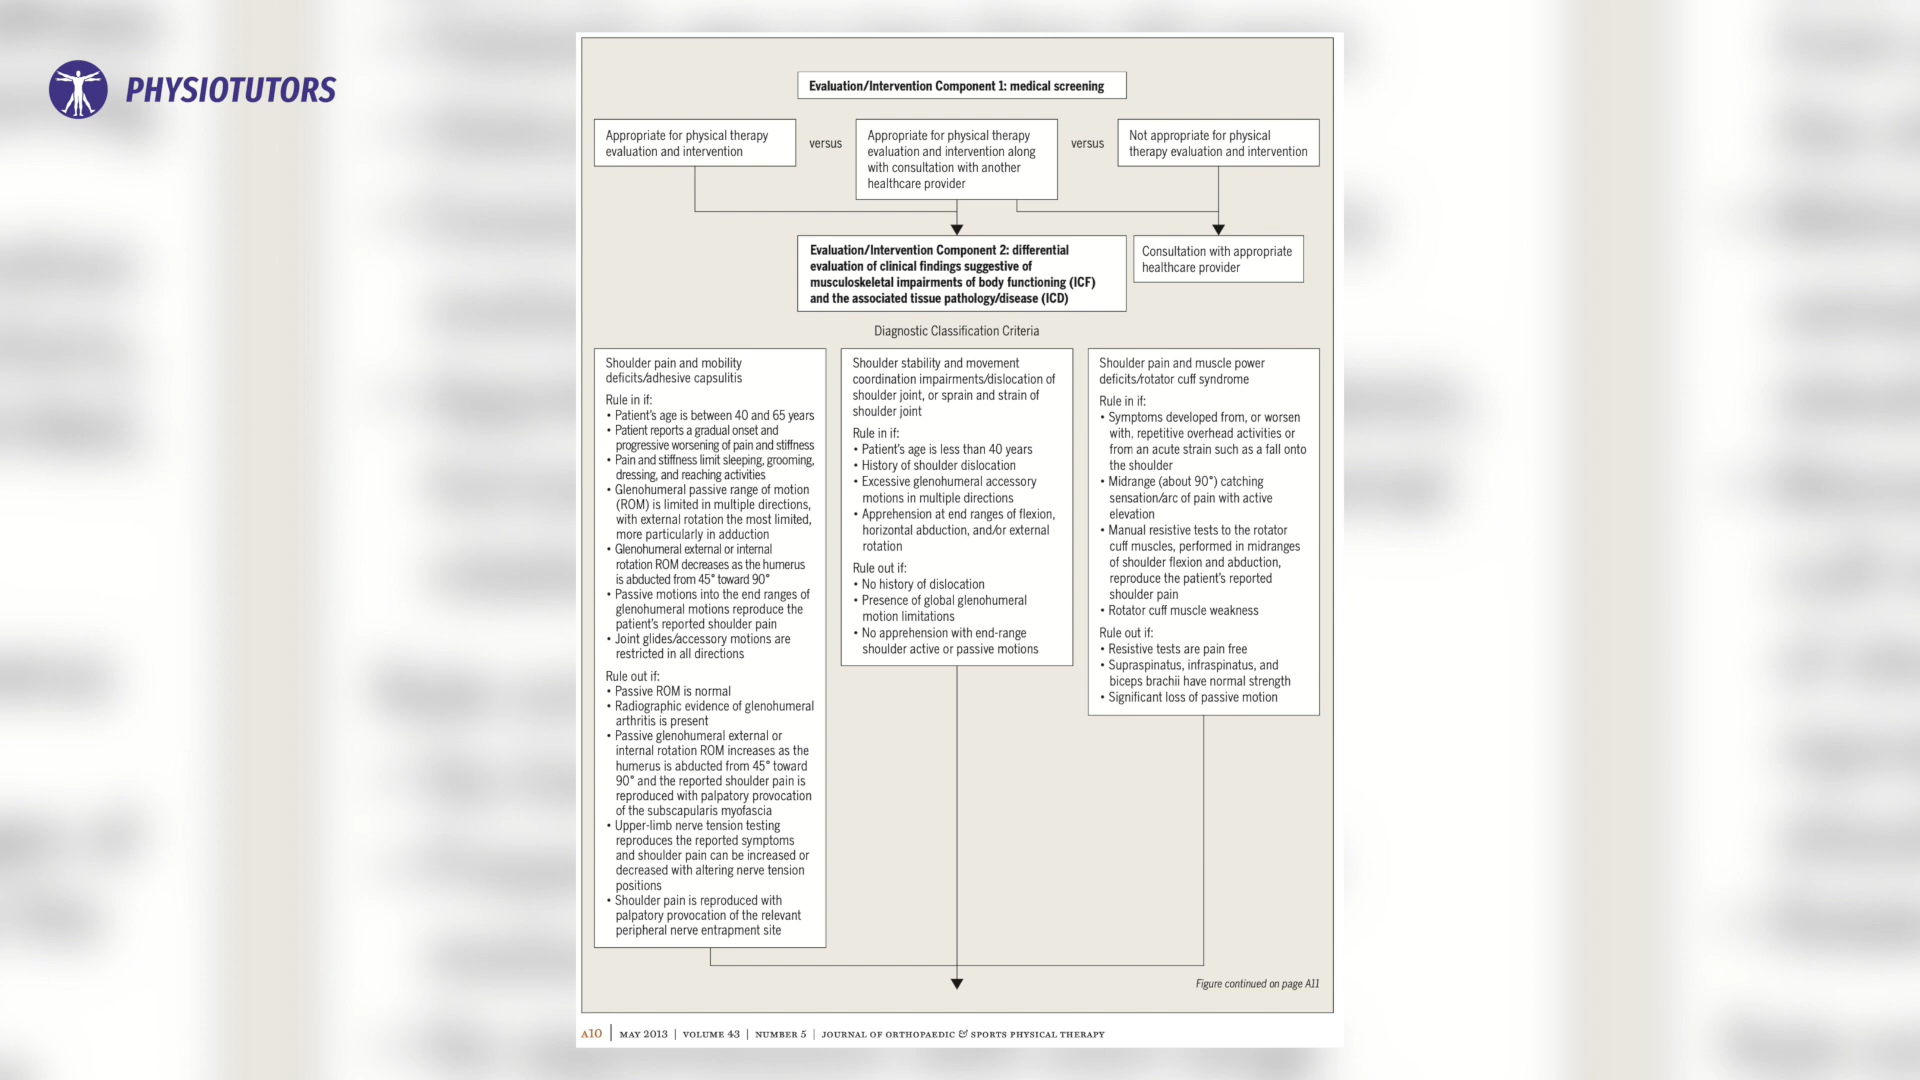 PHYSIOTUTORS
Evaluation/Intervention Component 1: medical screening
Appropriate for physical therapy
evaluation and intervention
versus
Appropriate for physical therapy
evaluation and intervention along
with consultation with another
healthcare provider
versus
Not appropriate for physical
therapy evaluation and intervention
Evaluation/Intervention Component 2: differential
evaluation of clinical findings suggestive of
musculoskeletal impairments of body functioning (ICF)
and the associated tissue pathology/disease (ICD)
Consultation with appropriate
healthcare provider
Diagnostic Classification Criteria
Shoulder pain and mobility
deficits/adhesive capsulitis
Rule in if:
• Patient's age is between 40 and 65 years
• Patient reports a gradual onset and
progressive worsening of pain and stiffness
• Pain and stiffness limit sleeping, grooming,
dressing, and reaching activities
• Glenohumeral passive range of motion
(ROM) is limited in multiple directions,
with external rotation the most limited,
more particularly in adduction
• Glenohumeral external or internal
rotation ROM decreases as the humerus
is abducted from 45° toward 90°
• Passive motions into the end ranges of
glenohumeral motions reproduce the
patient's reported shoulder pain
• Joint glides/accessory motions are
restricted in all directions
Rule out if:
• Passive ROM is normal
• Radiographic evidence of glenohumeral
arthritis is present
• Passive glenohumeral external or
internal rotation ROM increases as the
humerus is abducted from 45° toward
90° and the reported shoulder pain is
reproduced with palpatory provocation
of the subscapularis myofascia
• Upper-limb nerve tension testing
reproduces the reported symptoms
and shoulder pain can be increased or
decreased with altering nerve tension
positions
• Shoulder pain is reproduced with
palpatory provocation of the relevant
peripheral nerve entrapment site
Shoulder stability and movement
coordination impairments/dislocation of
shoulder joint, or sprain and strain of
shoulder joint
Rule in if:
• Patient's age is less than 40 years
• History of shoulder dislocation
• Excessive glenohumeral accessory
motions in multiple directions
• Apprehension at end ranges of flexion,
horizontal abduction, and/or external
rotation
Rule out if:
• No history of dislocation
• Presence of global glenohumeral
motion limitations
• No apprehension with end-range
shoulder active or passive motions
Shoulder pain and muscle power
deficits/rotator cuff syndrome
Rule in if:
• Symptoms developed from, or worsen
with, repetitive overhead activities or
from an acute strain such as a fall onto
the shoulder
• Midrange (about 90°) catching
sensation/arc of pain with active
elevation
• Manual resistive tests to the rotator
cuff muscles, performed in midranges
of shoulder flexion and abduction,
reproduce the patient's reported
shoulder pain
• Rotator cuff muscle weakness
Rule out if:
• Resistive tests are pain free
• Supraspinatus, infraspinatus, and
biceps brachii have normal strength
• Significant loss of passive motion
Figure continued on page A11
A10 | MAY 2013 | VOLUME 43 | NUMBER 5 | JOURNAL OF ORTHOPAEDIC & SPORTS PHYSICAL THERAPY